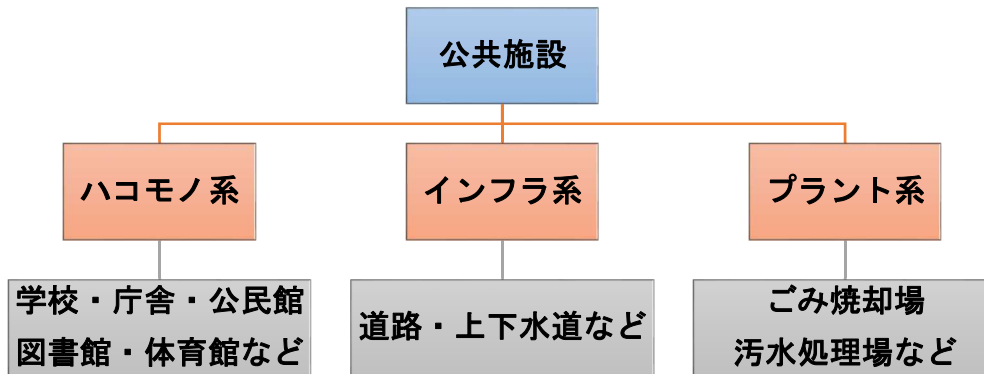 公共施設
ハコモノ系
インフラ系
プラント系
学校・庁舎・公民館
図書館・体育館など
道路・上下水道など
ごみ焼却場
汚水処理場など